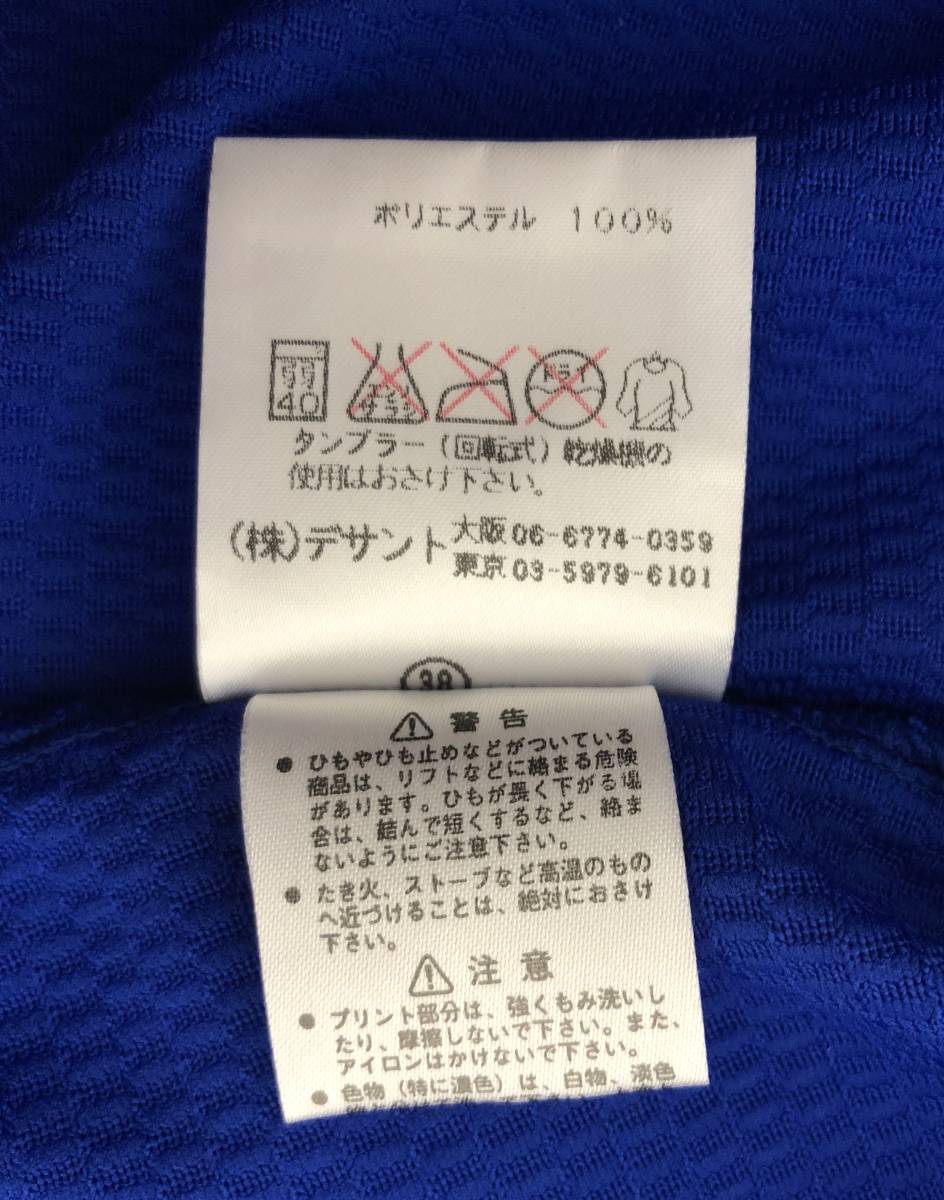 ポリエステル 100%
弱
40
エンソ
サラシ
ドライ
タンブラー(回転式)乾燥機の
使用はおさけ下さい。
(株)デサント
大阪06-6774-0359
東京03-5979-6101
38
警告
● ひもやひも止めなどがついている
商品は、リフトなどに絡まる危険
があります。ひもが長く下がる場
合は、結んで短くするなど、絡ま
ないようにご注意下さい。
● たき火、ストーブなど高温のもの
へ近づけることは、絶対におさけ
下さい。
注意
● プリント部分は、強くもみ洗いし
たり、摩擦しないで下さい。また、
アイロンはかけないで下さい。
● 色物(特に濃色)は、白物、淡色